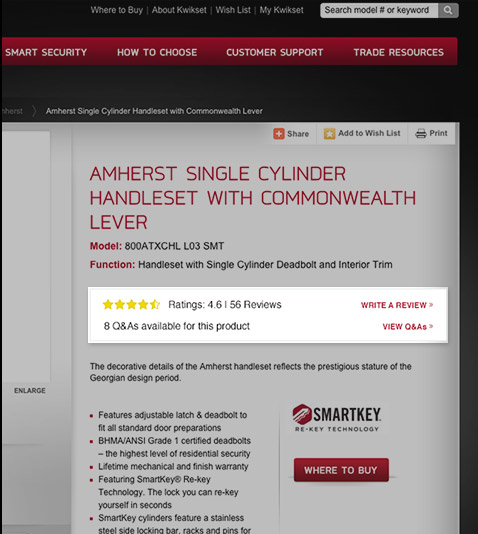 Where to Buy | About Kwikset | Wish List | My Kwikset
Search model # or keyword
SMART SECURITY HOW TO CHOOSE CUSTOMER SUPPORT TRADE RESOURCES
Amherst Single Cylinder Handleset with Commonwealth Lever
Share Add to Wish List Print
AMHERST SINGLE CYLINDER
HANDLESET WITH COMMONWEALTH
LEVER
Model: 800ATXCHL L03 SMT
Function: Handleset with Single Cylinder Deadbolt and Interior Trim
Ratings: 4.6 | 56 Reviews WRITE A REVIEW »
8 Q&As available for this product VIEW Q&As »
The decorative details of the Amherst handleset reflects the prestigious stature of the
Georgian design period.
ENLARGE
Features adjustable latch & deadbolt to
fit all standard door preparations
BHMA/ANSI Grade 1 certified deadbolts
– the highest level of residential security
Lifetime mechanical and finish warranty
Featuring SmartKey® Re-key
Technology. The lock you can re-key
yourself in seconds
SmartKey cylinders feature a stainless
steel side locking bar, racks and pins for
SMARTKEY
RE-KEY TECHNOLOGY
WHERE TO BUY